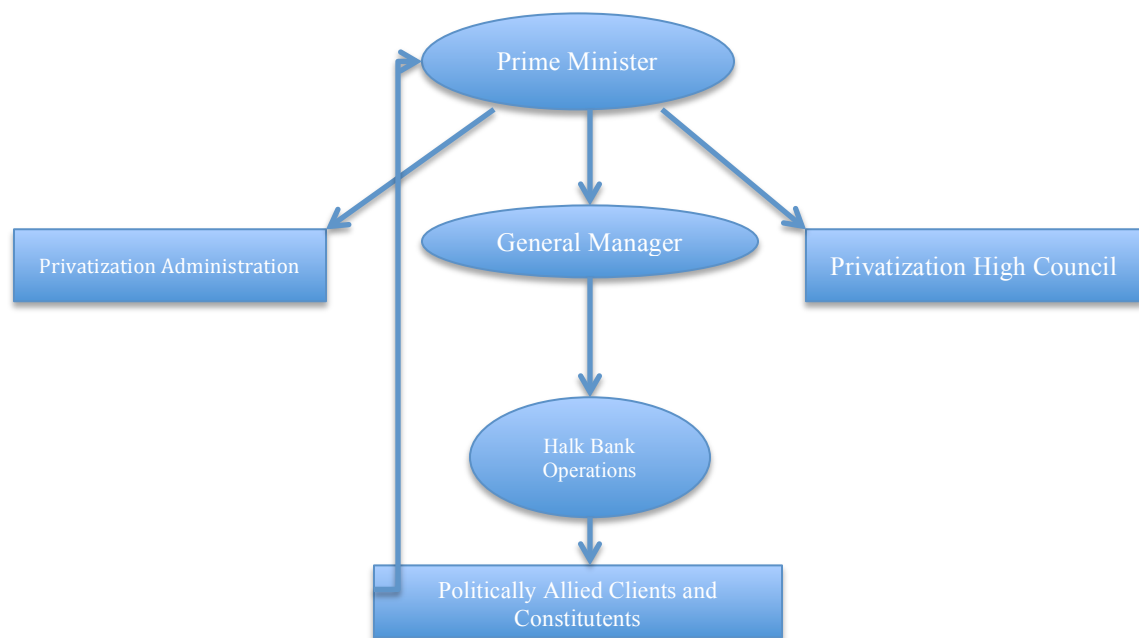 Prime Minister
General Manager
Privatization Administration
Privatization High Council
Halk Bank
Operations
Politically Allied Clients and
Constitutents